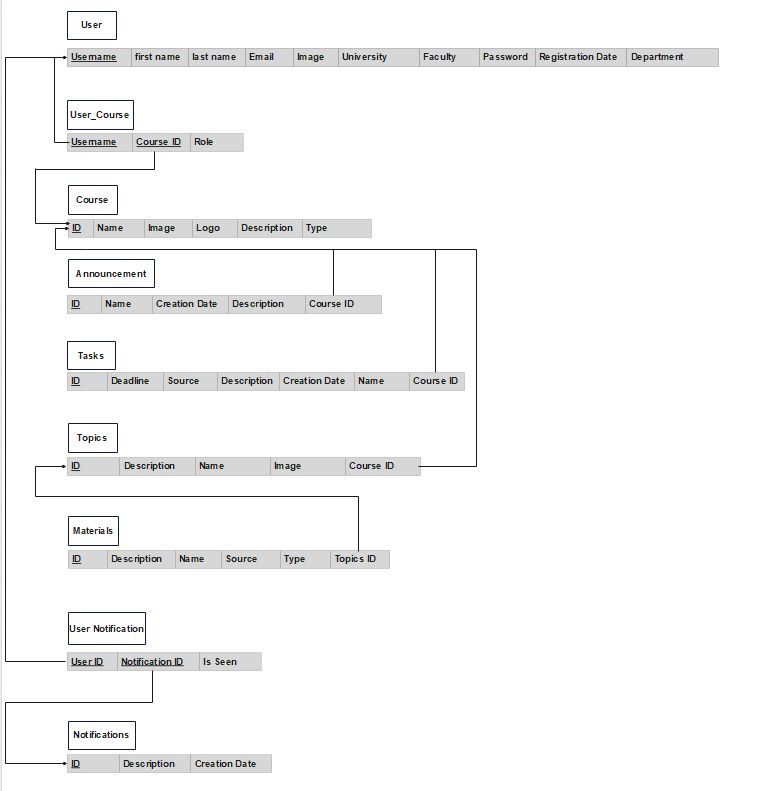 User
Username first name last name Email Image University Faculty Password Registration Date Department
User_Course
Username Course ID Role
Course
ID Name Image Logo Description Type
Announcement
ID Name Creation Date Description Course ID
Tasks
ID Deadline Source Description Creation Date Name Course ID
Topics
ID Description Name Image Course ID
Materials
ID Description Name Source Type Topics ID
User Notification
User ID Notification ID Is Seen
Notifications
ID Description Creation Date